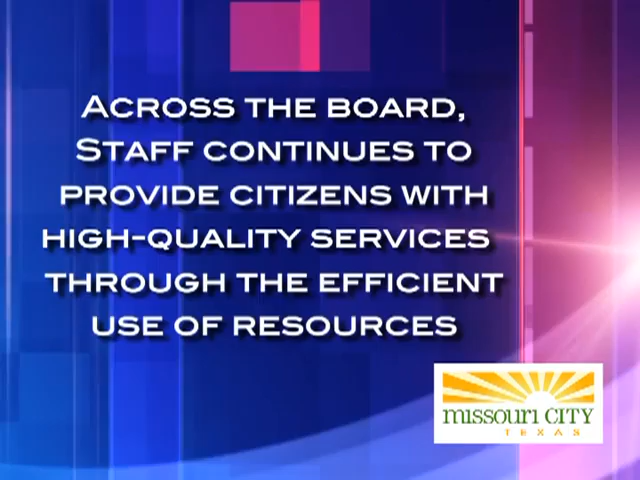 Across the board,
Staff continues to
provide citizens with
high-quality services
through the efficient
use of resources
missouri CITY
TEXAS